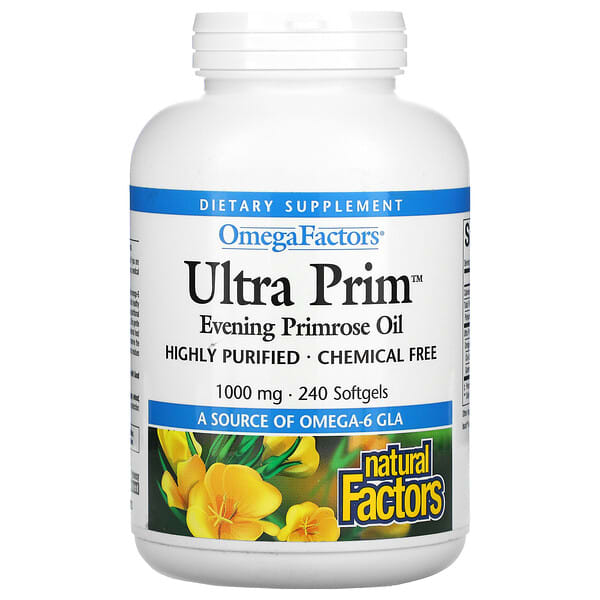 DIETARY SUPPLEMENT
OmegaFactors®
Ultra Prim™
Evening Primrose Oil
HIGHLY PURIFIED · CHEMICAL FREE
1000 mg · 240 Softgels
A SOURCE OF OMEGA-6 GLA
natural
Factors